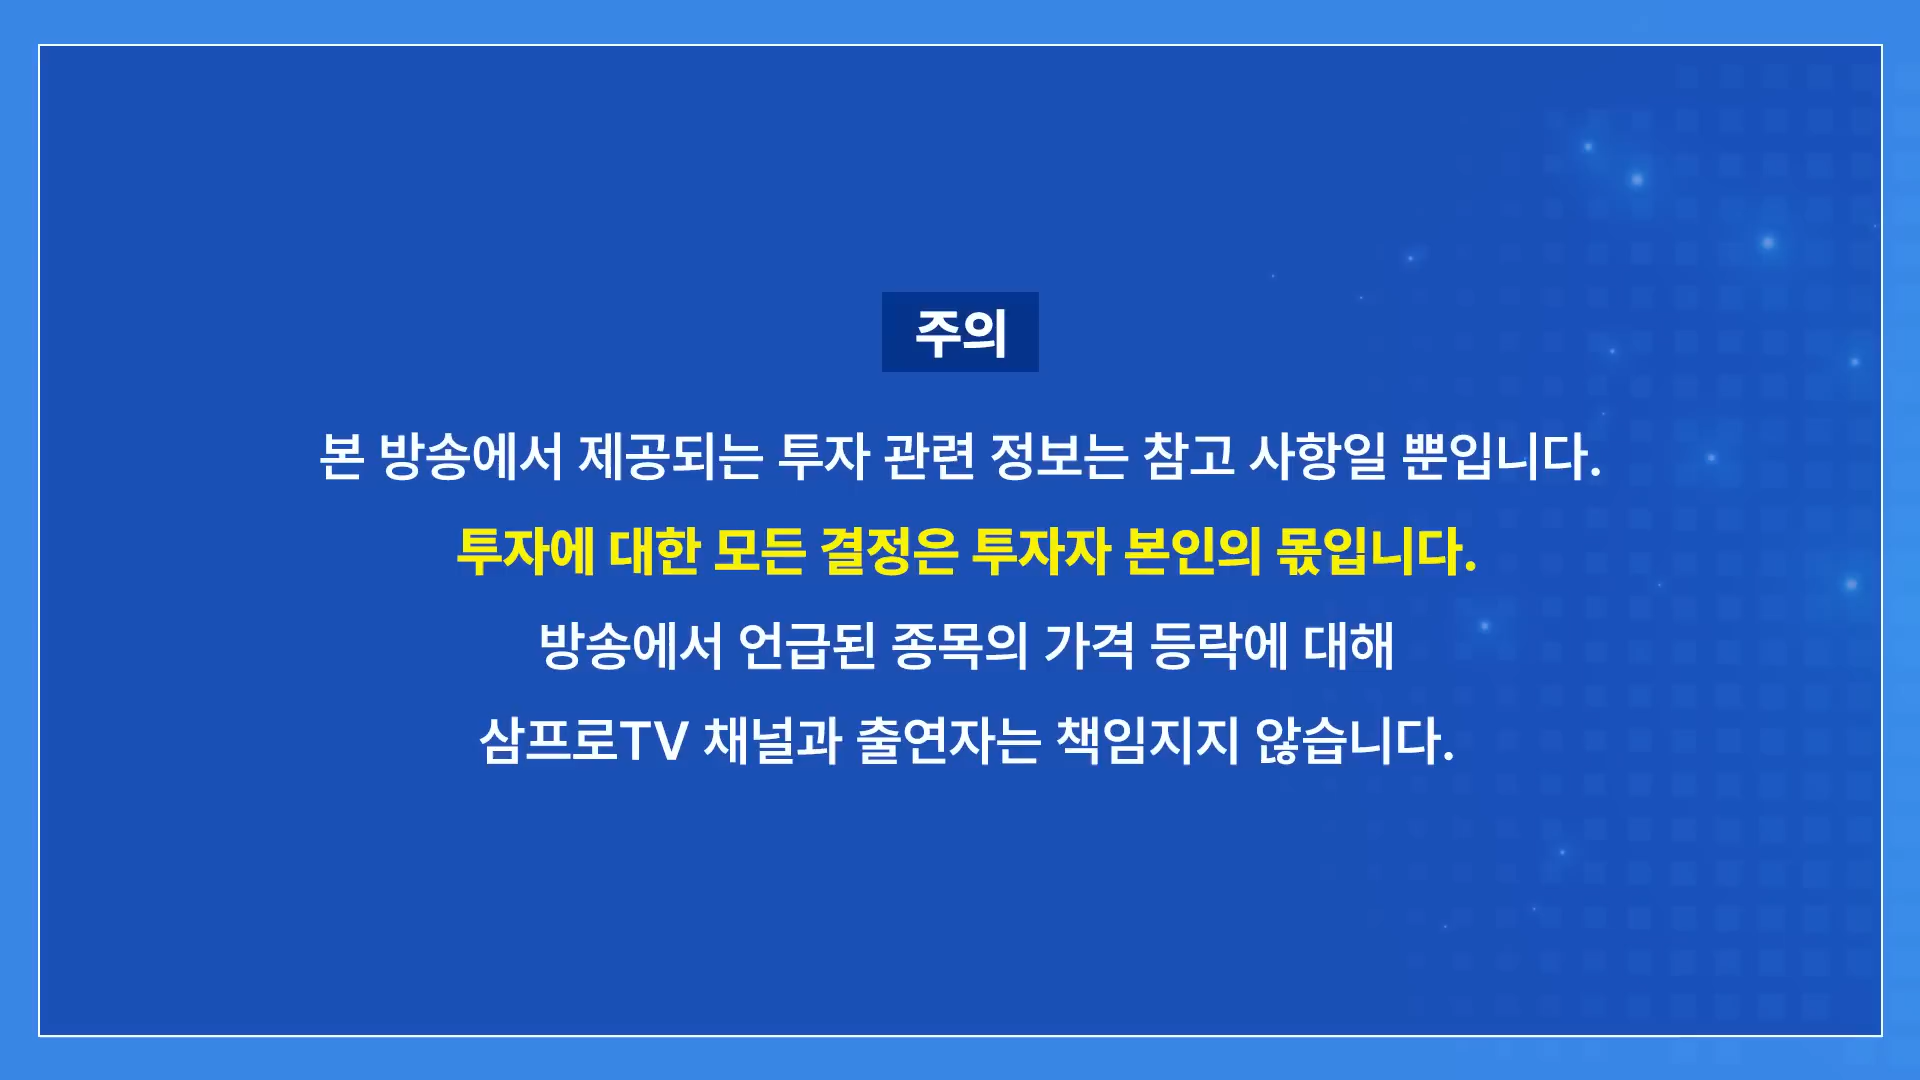 주의
본 방송에서 제공되는 투자 관련 정보는 참고 사항일 뿐입니다.
투자에 대한 모든 결정은 투자자 본인의 몫입니다.
방송에서 언급된 종목의 가격 등락에 대해
삼프로TV 채널과 출연자는 책임지지 않습니다.